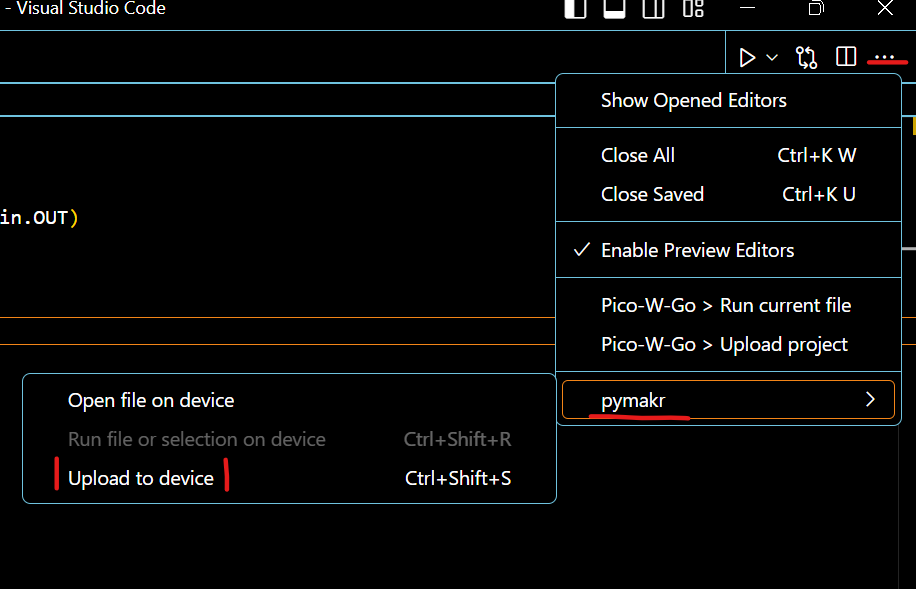 - Visual Studio Code
in.OUT)
Show Opened Editors
Close All Ctrl+K W
Close Saved Ctrl+K U
Enable Preview Editors
Pico-W-Go > Run current file
Pico-W-Go > Upload project
pymakr
Open file on device
Run file or selection on device Ctrl+Shift+R
Upload to device Ctrl+Shift+S